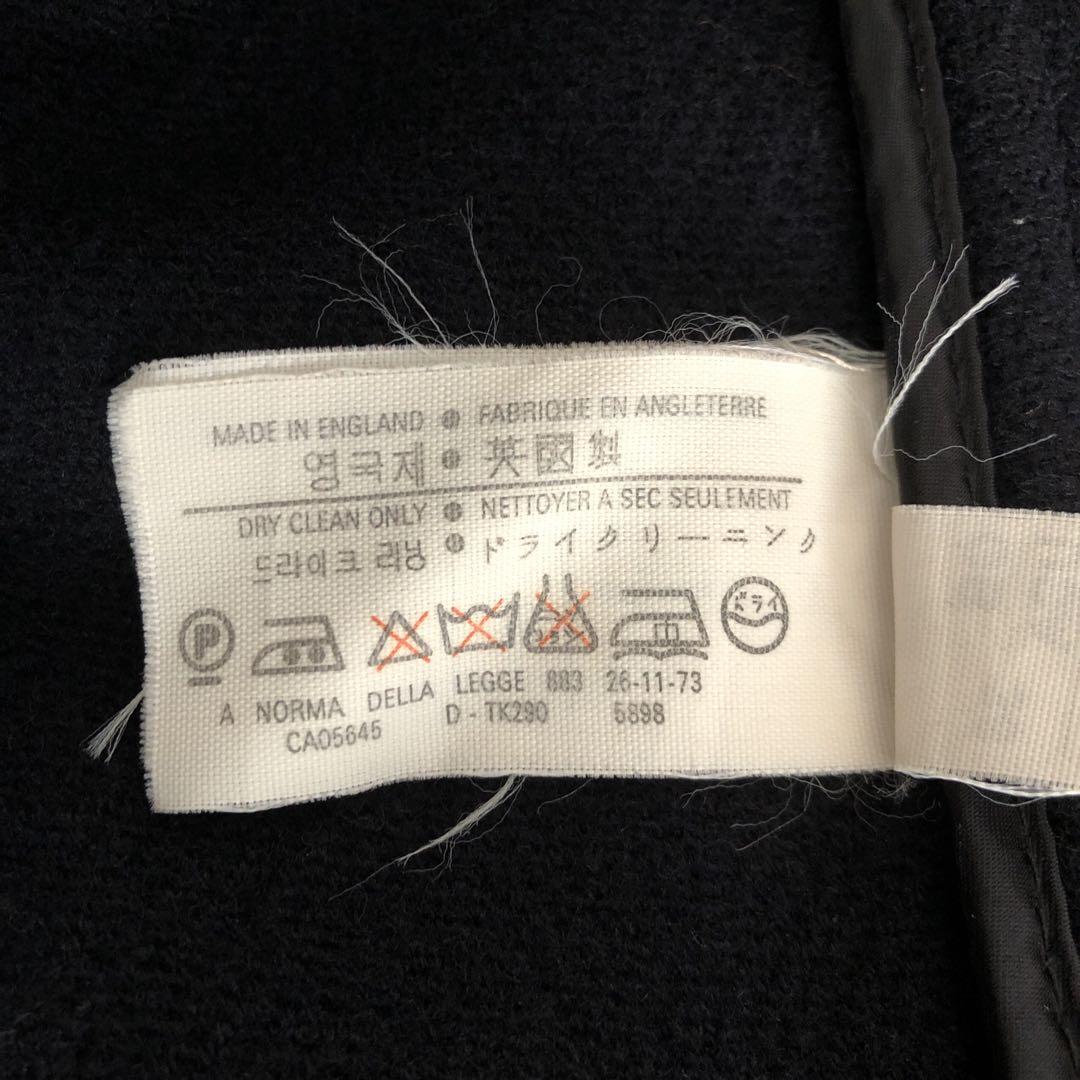 MADE IN ENGLAND ● FABRIQUE EN ANGLETERRE
영국제 ● 英國製
DRY CLEAN ONLY ● NETTOYER A SEC SEULEMENT
드라이크 리닝 ● ドライクリーニンク
P ドライ
A NORMA DELLA LEGGE 883 26-11-73
CA05645 D - TK290 5898